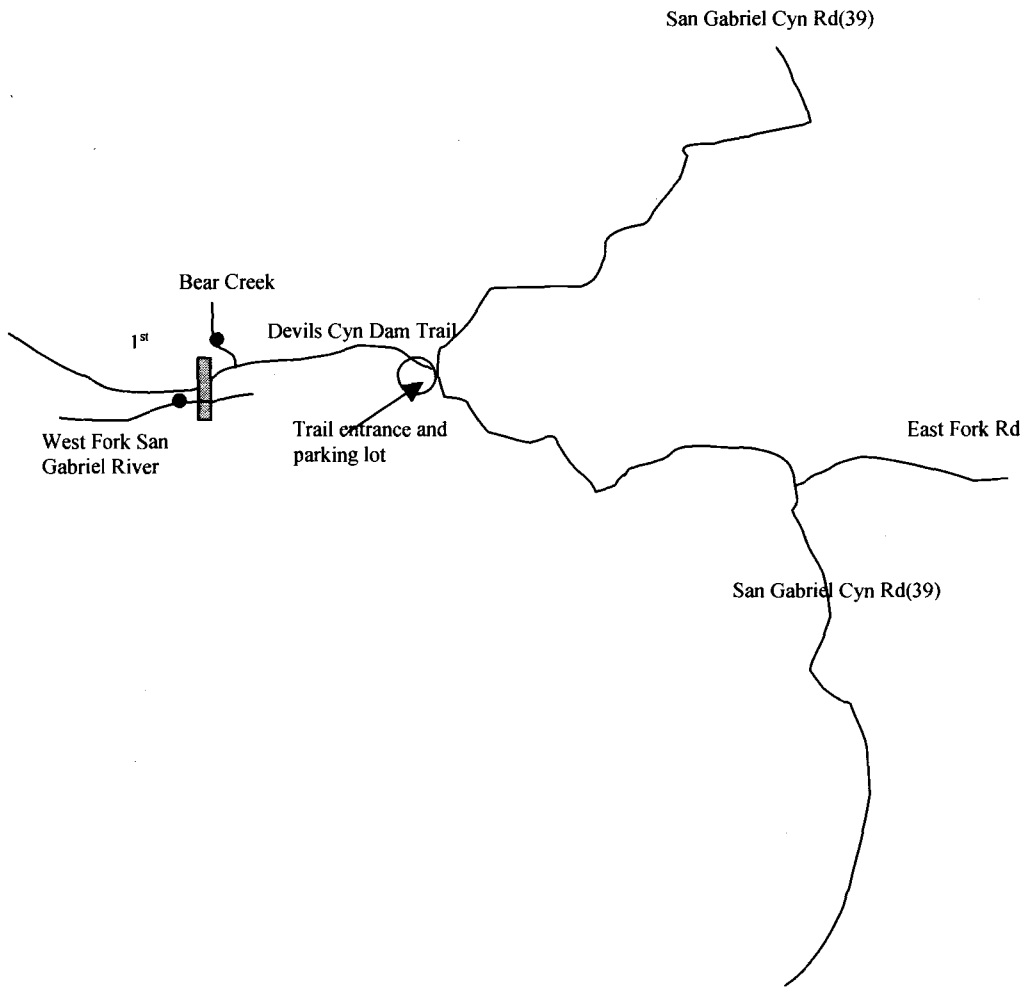 San Gabriel Cyn Rd(39)
Bear Creek
1st
Devils Cyn Dam Trail
Trail entrance and
parking lot
West Fork San
Gabriel River
East Fork Rd
San Gabriel Cyn Rd(39)